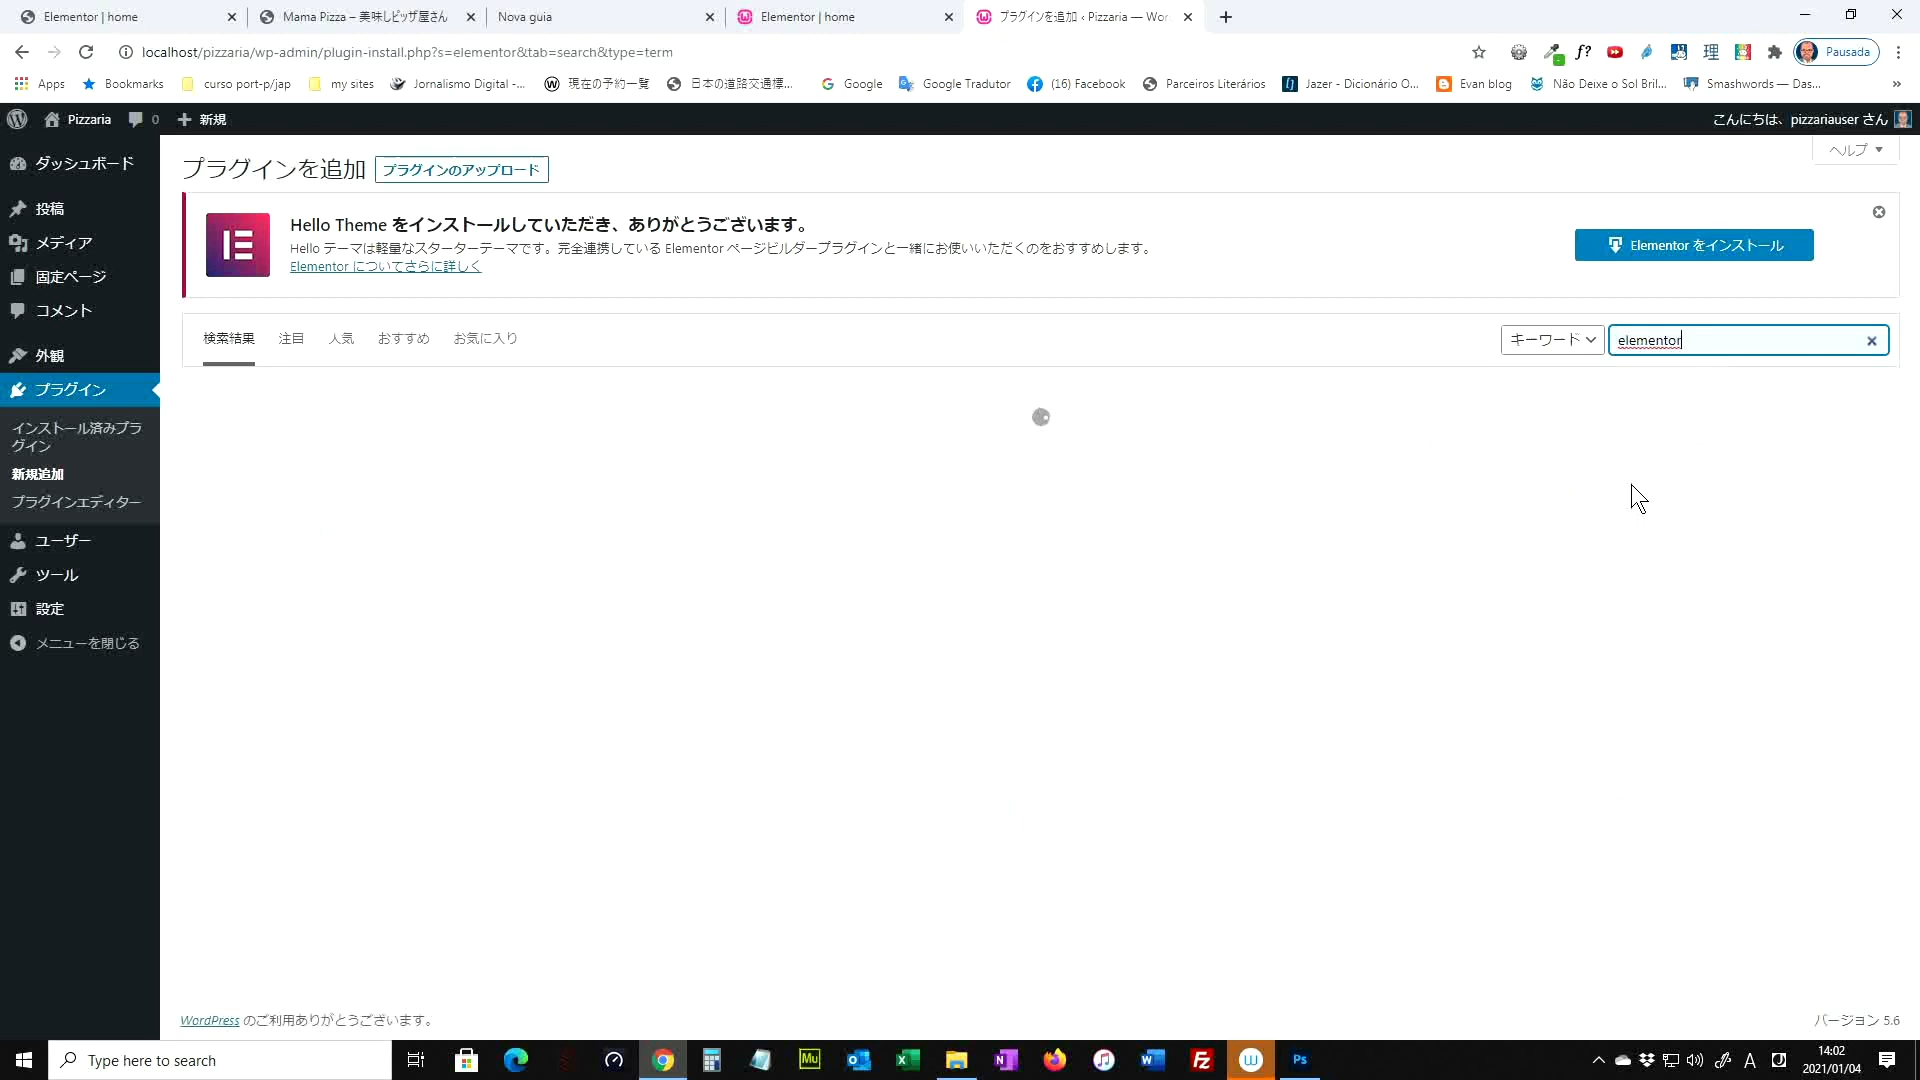 Elementor | home
Mama Pizza – 美味しピッザ屋さん
Nova guia
Elementor | home
プラグインを追加 ‹ Pizzaria — Wor
localhost/pizzaria/wp-admin/plugin-install.php?s=elementor&tab=search&type=term
Pausada
Apps
Bookmarks
curso port-p/jap
my sites
Jornalismo Digital -...
現在の予約一覧
日本の道路交通標...
Google
Google Tradutor
(16) Facebook
Parceiros Literários
Jazer - Dicionário O...
Evan blog
Não Deixe o Sol Bril...
Smashwords — Das...
Pizzaria
0
新規
こんにちは、pizzariauser さん
ダッシュボード
投稿
メディア
固定ページ
コメント
外観
プラグイン
インストール済みプラ
グイン
新規追加
プラグインエディター
ユーザー
ツール
設定
メニューを閉じる
プラグインを追加
プラグインのアップロード
ヘルプ
Hello Theme をインストールしていただき、ありがとうございます。
Hello テーマは軽量なスターターテーマです。完全連携している Elementor ページビルダープラグインと一緒にお使いいただくのをおすすめします。
Elementor についてさらに詳しく
Elementor をインストール
検索結果
注目
人気
おすすめ
お気に入り
キーワード
elementor
WordPress のご利用ありがとうございます。
バージョン 5.6
Type here to search
14:02
2021/01/04